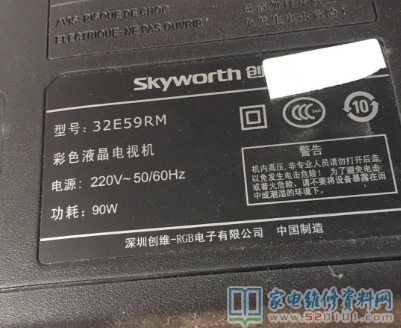 AVIS: RISQUE DE CHOP
ELECTRIQUE-NE PAS OUVRIR
Skyworth 创
型号: 32E59RM
彩色液晶电视机
电源: 220V~50/60Hz
功耗: 90W
10
警告
机内高压,非专业人员请勿打开后盖,
以免发生电击危险!为了避免电击
或着火危险,请不要将设备暴露在雨
中或潮湿的环境下.
深圳创维-RGB电子有限公司 中国制造
家电维修资料网
www.520101.com